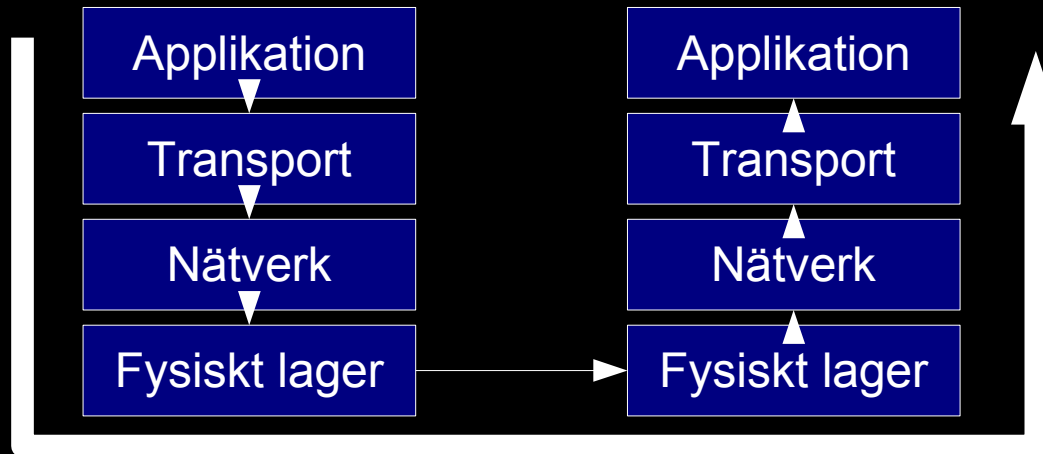 Applikation
Transport
Nätverk
Fysiskt lager
Applikation
Transport
Nätverk
Fysiskt lager